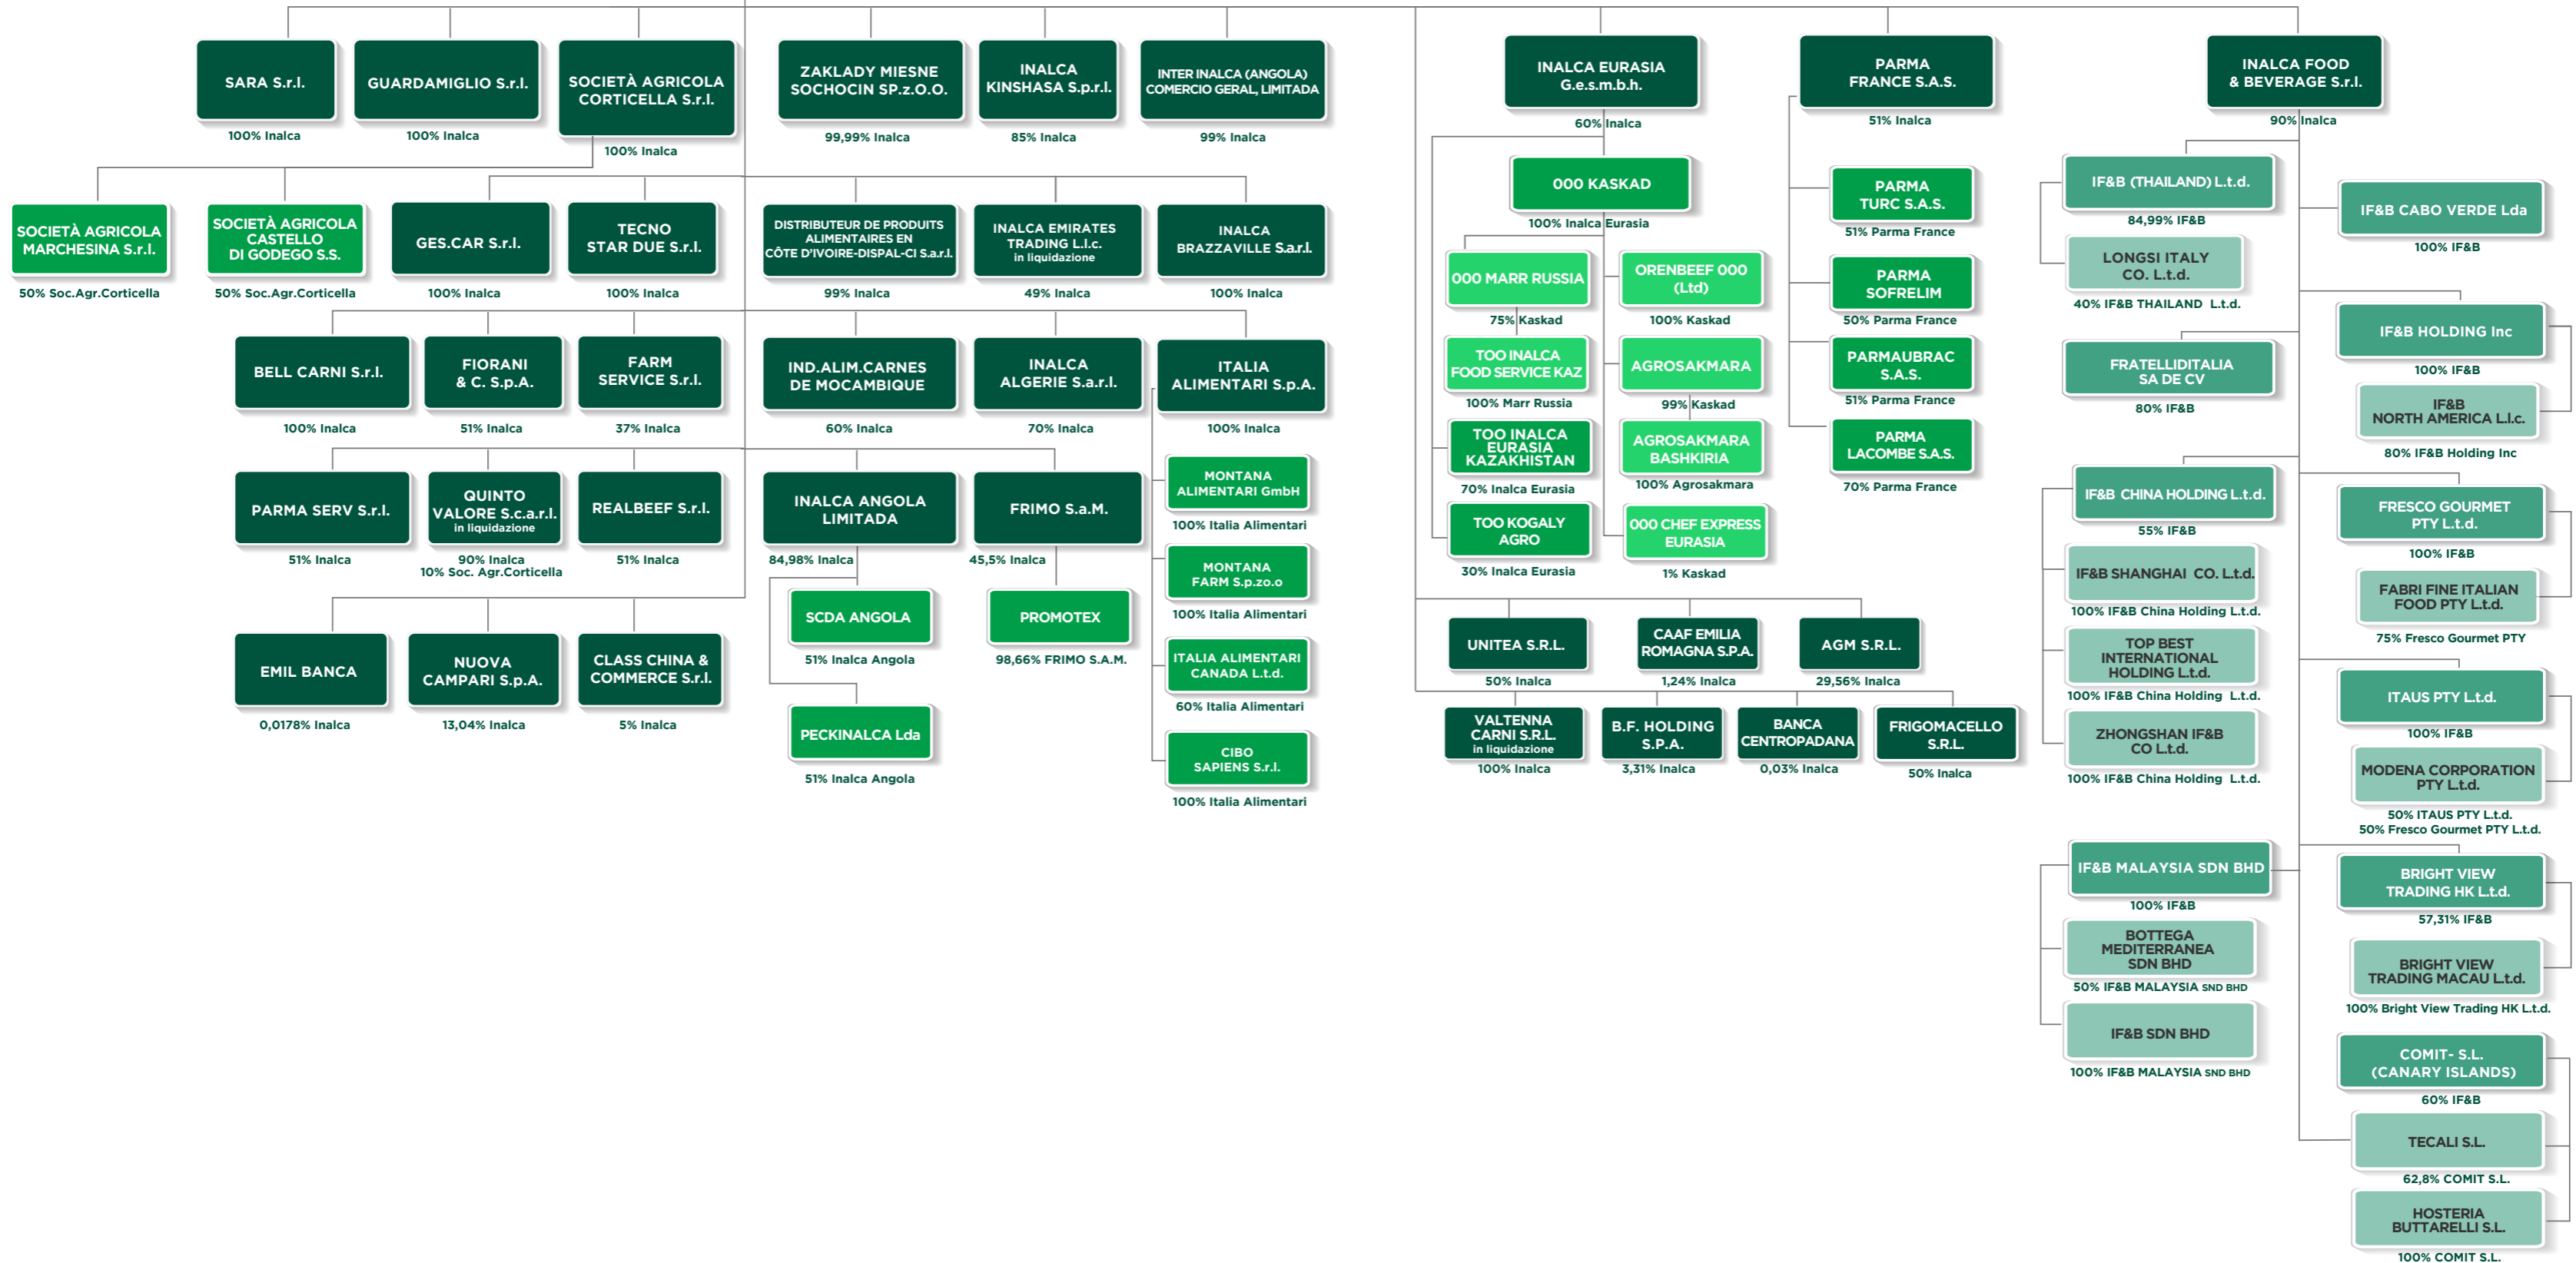 SARA S.r.l.
100% Inalca
GUARDAMIGLIO S.r.l.
100% Inalca
SOCIETÀ AGRICOLA
CORTICELLA S.r.l.
100% Inalca
ZAKLADY MIESNE
SOCHOCIN SP.z.O.O.
99,99% Inalca
INALCA
KINSHASA S.p.r.l.
85% Inalca
INTER INALCA (ANGOLA)
COMERCIO GERAL, LIMITADA
99% Inalca
SOCIETÀ AGRICOLA
MARCHESINA S.r.l.
50% Soc.Agr.Corticella
SOCIETÀ AGRICOLA
CASTELLO
DI GODEGO S.S.
50% Soc.Agr.Corticella
GES.CAR S.r.l.
100% Inalca
TECNO
STAR DUE S.r.l.
100% Inalca
DISTRIBUTEUR DE PRODUITS
ALIMENTAIRES EN
CÔTE D'IVOIRE-DISPAL-CI S.a.r.l.
99% Inalca
INALCA EMIRATES
TRADING L.l.c.
in liquidazione
49% Inalca
INALCA
BRAZZAVILLE S.a.r.l.
100% Inalca
BELL CARNI S.r.l.
100% Inalca
FIORANI
& C. S.p.A.
51% Inalca
FARM
SERVICE S.r.l.
37% Inalca
IND.ALIM.CARNES
DE MOCAMBIQUE
60% Inalca
INALCA
ALGERIE S.a.r.l.
70% Inalca
ITALIA
ALIMENTARI S.p.A.
100% Inalca
PARMA SERV S.r.l.
51% Inalca
QUINTO
VALORE S.c.a.r.l.
in liquidazione
90% Inalca
10% Soc. Agr.Corticella
REALBEEF S.r.l.
51% Inalca
INALCA ANGOLA
LIMITADA
84,98% Inalca
FRIMO S.a.M.
45,5% Inalca
MONTANA
ALIMENTARI GmbH
100% Italia Alimentari
MONTANA
FARM S.p.zo.o
100% Italia Alimentari
ITALIA ALIMENTARI
CANADA L.t.d.
60% Italia Alimentari
CIBO
SAPIENS S.r.l.
100% Italia Alimentari
SCDA ANGOLA
51% Inalca Angola
PROMOTEX
98,66% FRIMO S.A.M.
PECKINALCA Lda
51% Inalca Angola
EMIL BANCA
0,0178% Inalca
NUOVA
CAMPARI S.p.A.
13,04% Inalca
CLASS CHINA &
COMMERCE S.r.l.
5% Inalca
INALCA EURASIA
G.e.s.m.b.h.
60% Inalca
OOO KASKAD
100% Inalca Eurasia
OOO MARR RUSSIA
75% Kaskad
TOO INALCA
FOOD SERVICE KAZ
100% Marr Russia
TOO INALCA
EURASIA
KAZAKHISTAN
70% Inalca Eurasia
TOO KOGALY
AGRO
30% Inalca Eurasia
ORENBEEF OOO
(Ltd)
100% Kaskad
AGROSAKMARA
99% Kaskad
AGROSAKMARA
BASHKIRIA
100% Agrosakmara
OOO CHEF EXPRESS
EURASIA
1% Kaskad
PARMA
FRANCE S.A.S.
51% Inalca
PARMA
TURC S.A.S.
51% Parma France
PARMA
SOFRELIM
50% Parma France
PARMAUBRAC
S.A.S.
51% Parma France
PARMA
LACOMBE S.A.S.
70% Parma France
UNITEA S.R.L.
50% Inalca
CAAF EMILIA
ROMAGNA S.P.A.
1,24% Inalca
AGM S.R.L.
29,56% Inalca
VALTENNA
CARNI S.R.L.
in liquidazione
100% Inalca
B.F. HOLDING
S.P.A.
3,31% Inalca
BANCA
CENTROPADANA
0,03% Inalca
FRIGOMACELLO
S.R.L.
50% Inalca
INALCA FOOD
& BEVERAGE S.r.l.
90% Inalca
IF&B (THAILAND) L.t.d.
84,99% IF&B
LONGSI ITALY
CO. L.t.d.
40% IF&B THAILAND L.t.d.
FRATELLIDITALIA
SA DE CV
80% IF&B
IF&B CHINA HOLDING L.t.d.
55% IF&B
IF&B SHANGHAI CO. L.t.d.
100% IF&B China Holding L.t.d.
TOP BEST
INTERNATIONAL
HOLDING L.t.d.
100% IF&B China Holding L.t.d.
ZHONGSHAN IF&B
CO L.t.d.
100% IF&B China Holding L.t.d.
IF&B MALAYSIA SDN BHD
100% IF&B
BOTTEGA
MEDITERRANEA
SDN BHD
50% IF&B MALAYSIA SND BHD
IF&B SDN BHD
100% IF&B MALAYSIA SND BHD
IF&B CABO VERDE Lda
100% IF&B
IF&B HOLDING Inc
100% IF&B
IF&B
NORTH AMERICA L.l.c.
80% IF&B Holding Inc
FRESCO GOURMET
PTY L.t.d.
100% IF&B
FABRI FINE ITALIAN
FOOD PTY L.t.d.
75% Fresco Gourmet PTY
ITAUS PTY L.t.d.
100% IF&B
MODENA CORPORATION
PTY L.t.d.
50% ITAUS PTY L.t.d.
50% Fresco Gourmet PTY L.t.d.
BRIGHT VIEW
TRADING HK L.t.d.
57,31% IF&B
BRIGHT VIEW
TRADING MACAU L.t.d.
100% Bright View Trading HK L.t.d.
COMIT- S.L.
(CANARY ISLANDS)
60% IF&B
TECALI S.L.
62,8% COMIT S.L.
HOSTERIA
BUTTARELLI S.L.
100% COMIT S.L.